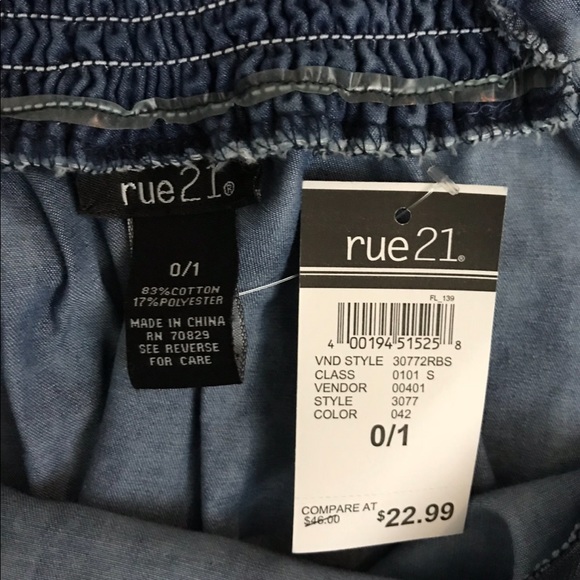 rue21®
0/1
83%COTTON
17%POLYESTER
MADE IN CHINA
RN 70829
SEE REVERSE
FOR CARE
rue21®
FL_139
4 00194 51525 8
VND STYLE 30772RBS
CLASS 0101 S
VENDOR 00401
STYLE 3077
COLOR 042
0/1
COMPARE AT
$46.00 $22.99